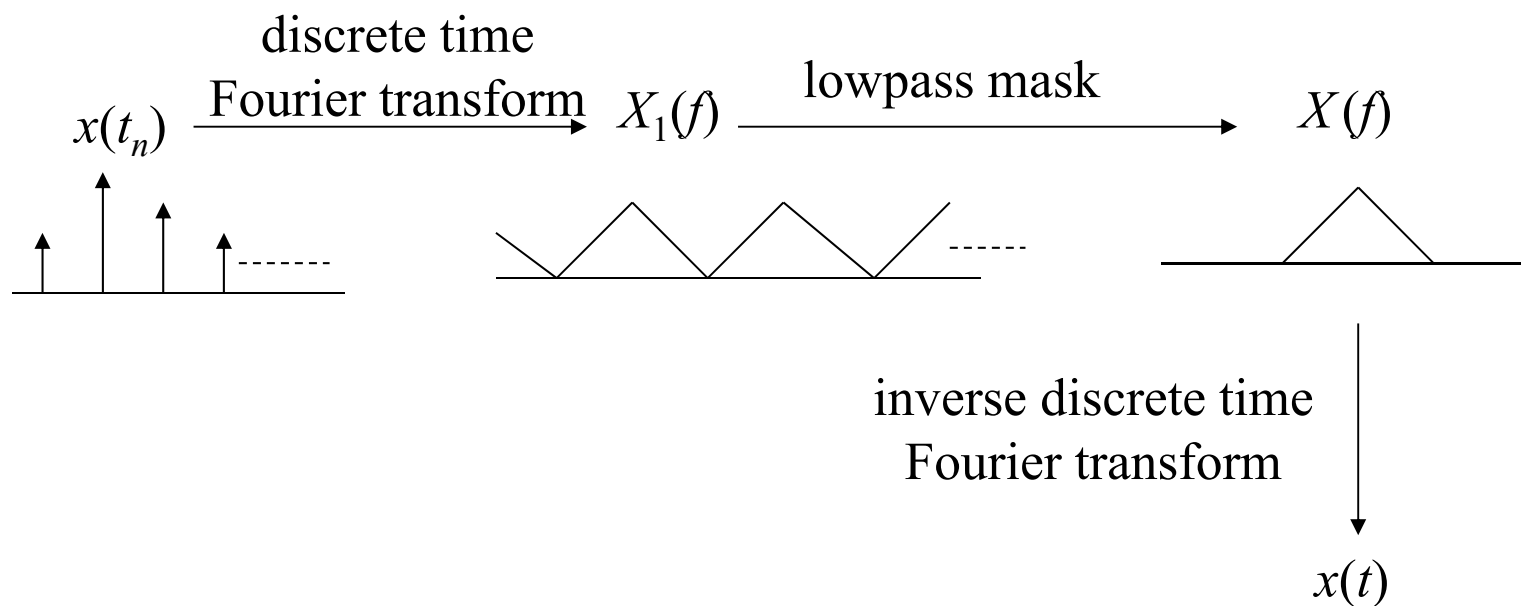 discrete time
Fourier transform
x(tₙ)
X₁(f)
lowpass mask
X(f)
inverse discrete time
Fourier transform
x(t)